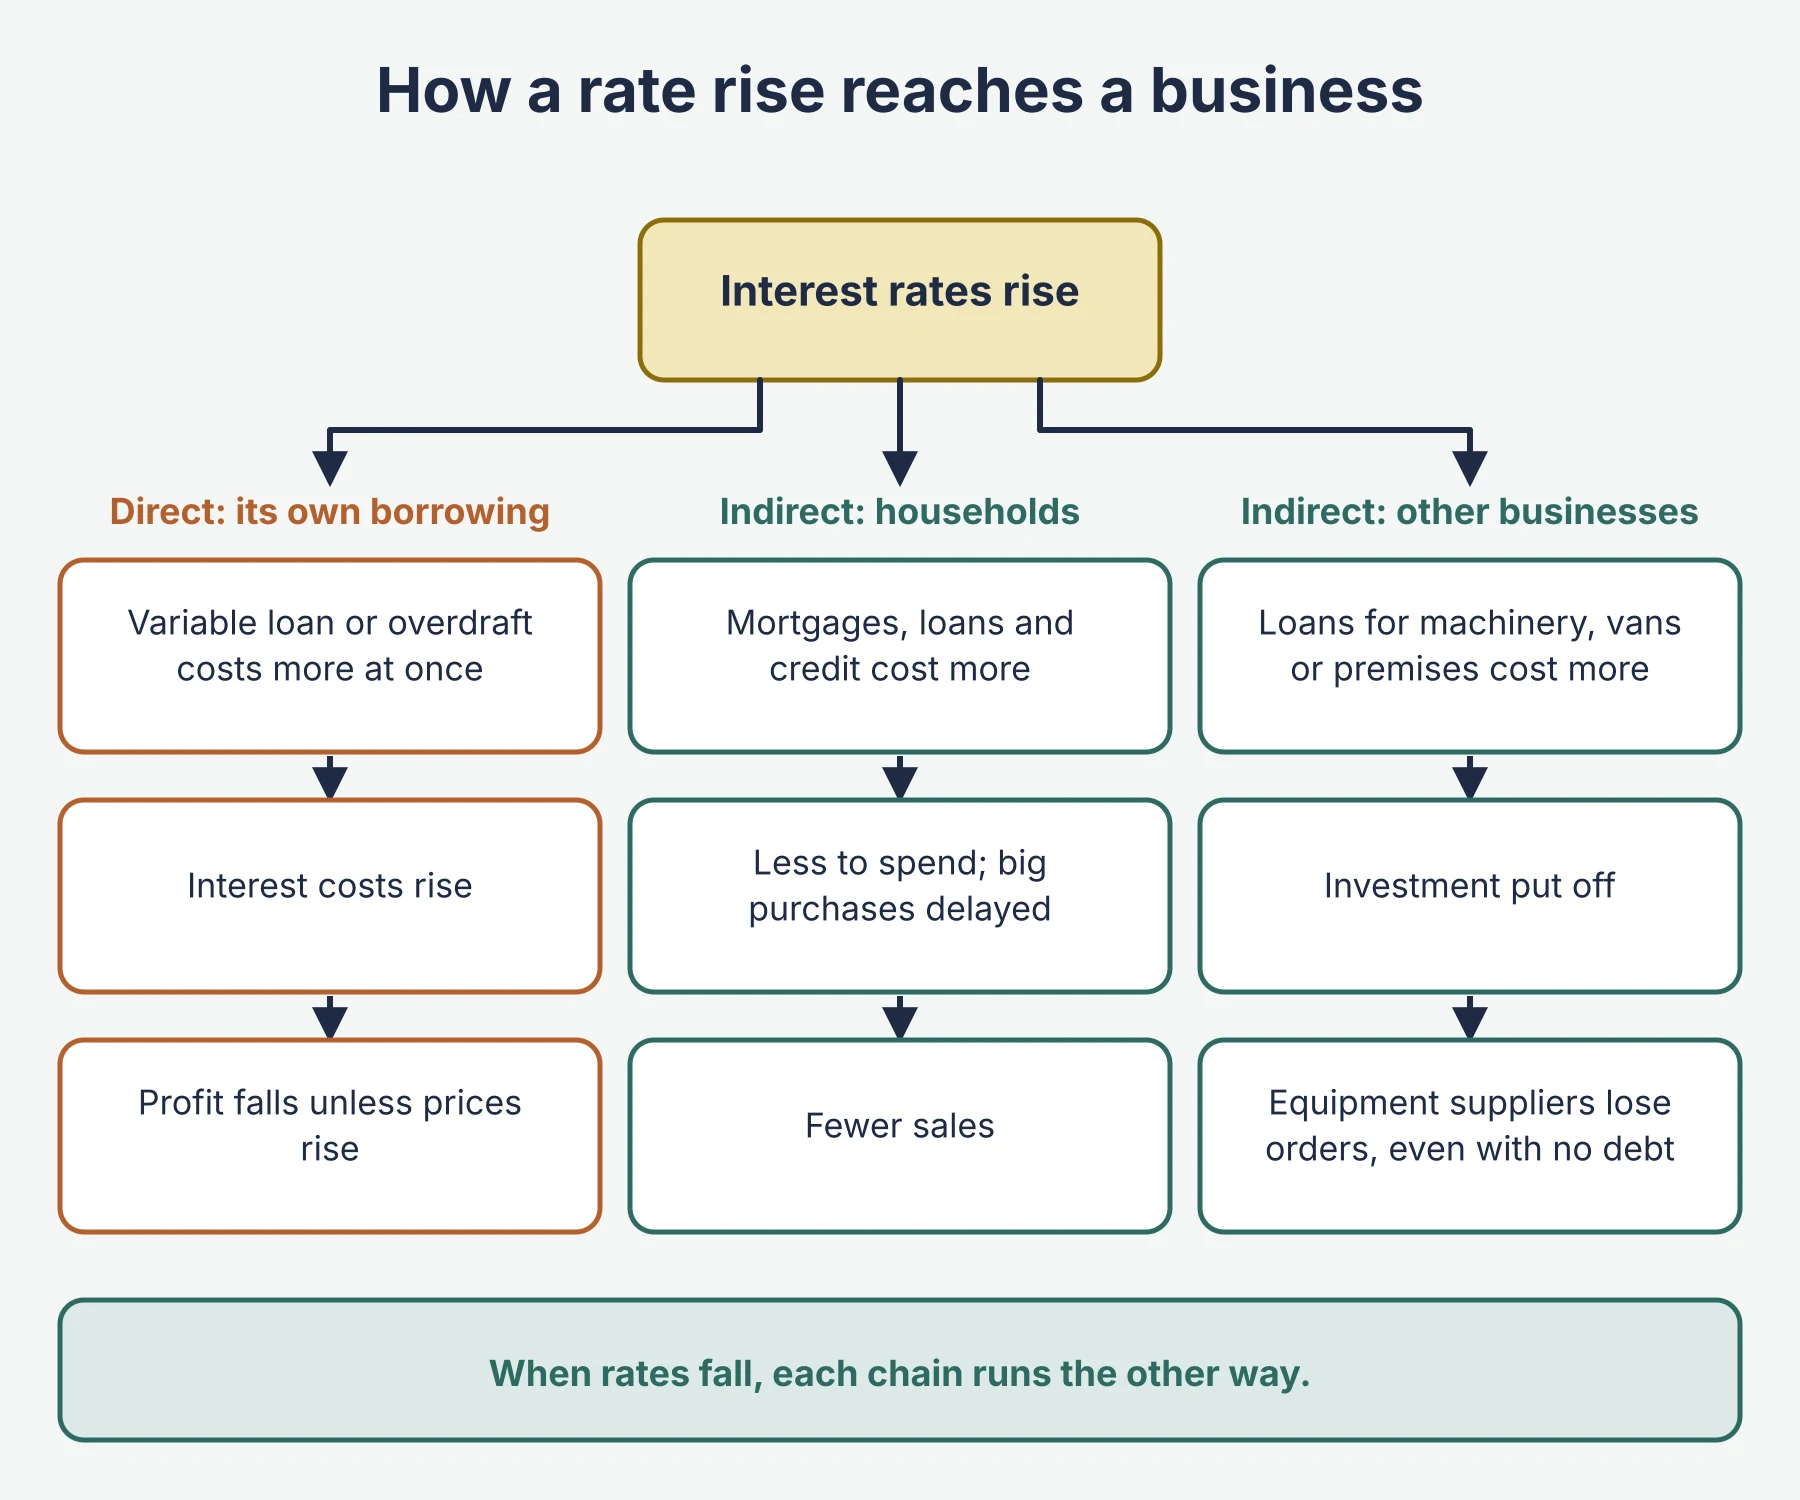 How a rate rise reaches a business
Interest rates rise
Direct: its own borrowing
Variable loan or overdraft
costs more at once
Interest costs rise
Profit falls unless prices
rise
Indirect: households
Mortgages, loans and
credit cost more
Less to spend; big
purchases delayed
Fewer sales
Indirect: other businesses
Loans for machinery, vans
or premises cost more
Investment put off
Equipment suppliers lose
orders, even with no debt
When rates fall, each chain runs the other way.